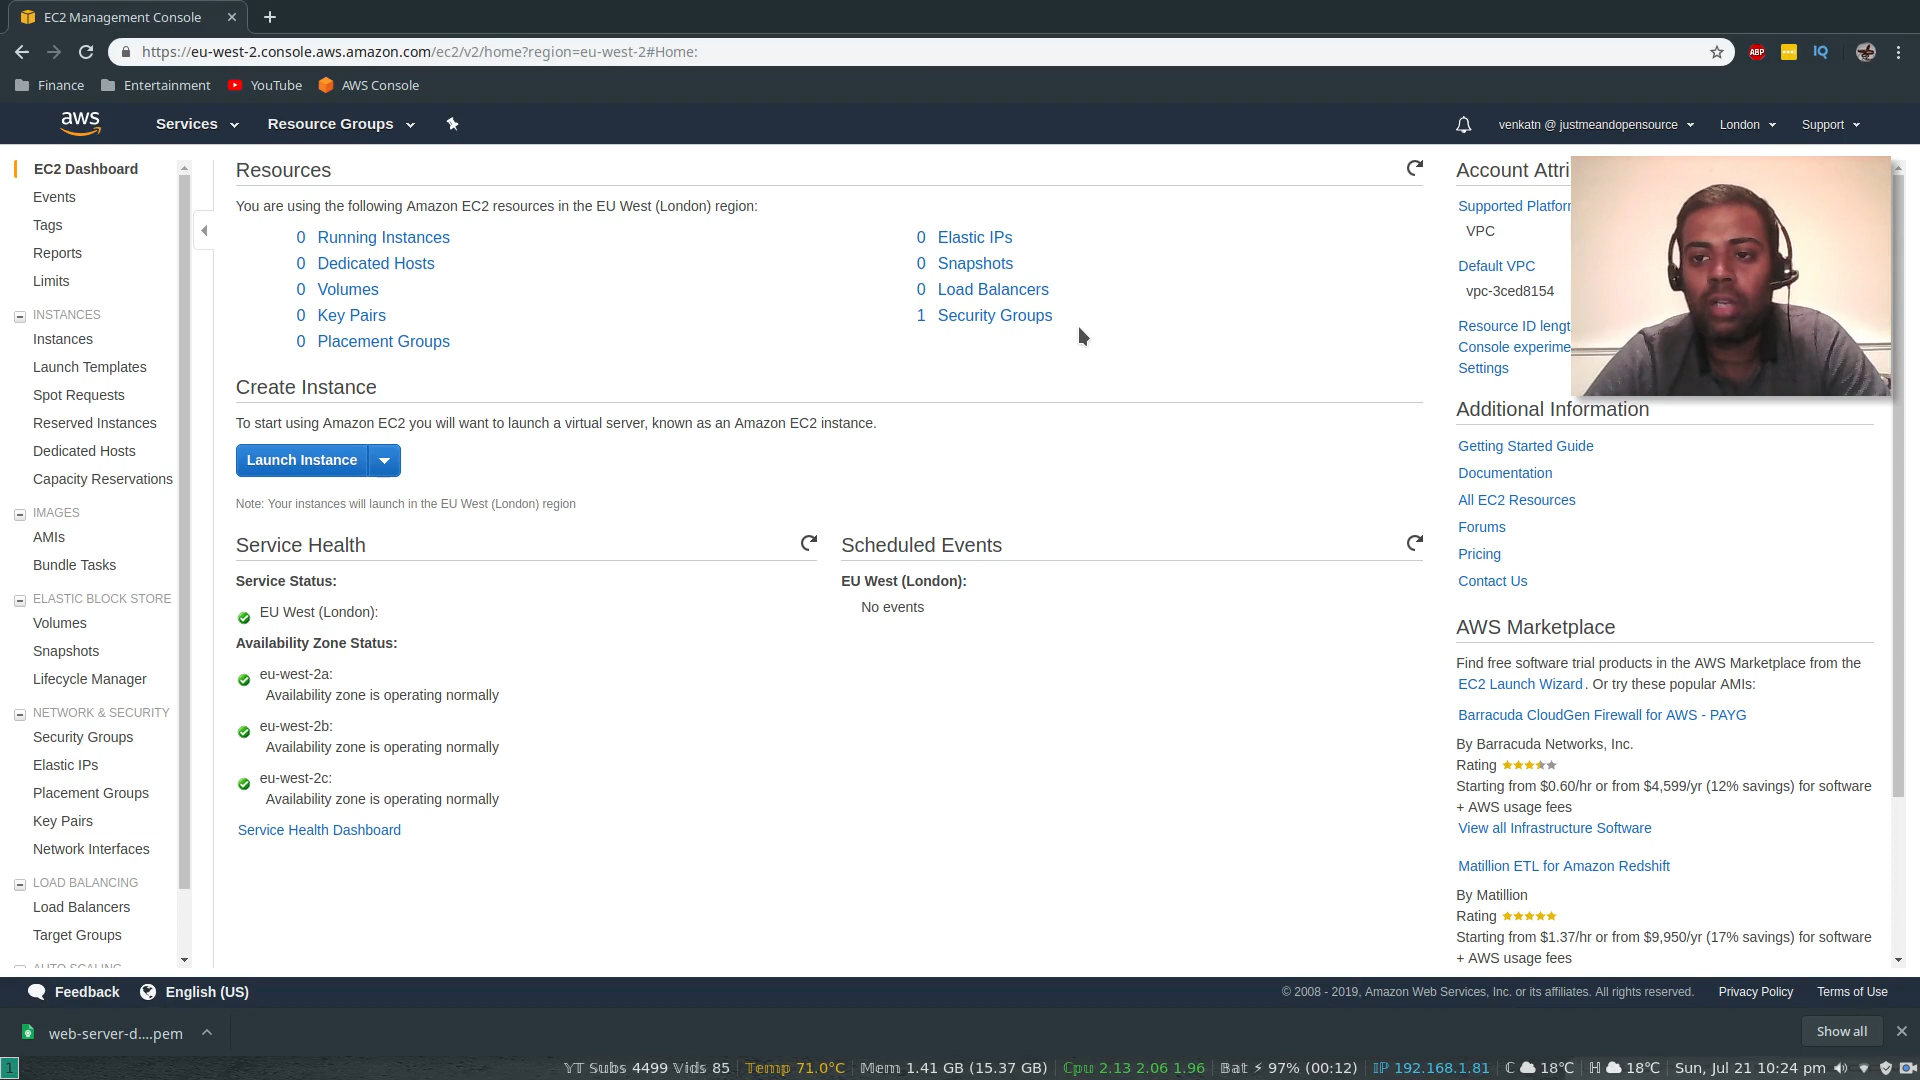 EC2 Management Console
https://eu-west-2.console.aws.amazon.com/ec2/v2/home?region=eu-west-2#Home:
ABP
IQ
Finance
Entertainment
YouTube
AWS Console
aws
Services
Resource Groups
venkatn @ justmeandopensource
London
Support
EC2 Dashboard
Events
Tags
Reports
Limits
INSTANCES
Instances
Launch Templates
Spot Requests
Reserved Instances
Dedicated Hosts
Capacity Reservations
IMAGES
AMIs
Bundle Tasks
ELASTIC BLOCK STORE
Volumes
Snapshots
Lifecycle Manager
NETWORK & SECURITY
Security Groups
Elastic IPs
Placement Groups
Key Pairs
Network Interfaces
LOAD BALANCING
Load Balancers
Target Groups
AUTO SCALING
Resources
You are using the following Amazon EC2 resources in the EU West (London) region:
0 Running Instances
0 Dedicated Hosts
0 Volumes
0 Key Pairs
0 Placement Groups
0 Elastic IPs
0 Snapshots
0 Load Balancers
1 Security Groups
Create Instance
To start using Amazon EC2 you will want to launch a virtual server, known as an Amazon EC2 instance.
Launch Instance
Note: Your instances will launch in the EU West (London) region
Service Health
Service Status:
EU West (London):
Availability Zone Status:
eu-west-2a:
Availability zone is operating normally
eu-west-2b:
Availability zone is operating normally
eu-west-2c:
Availability zone is operating normally
Service Health Dashboard
Scheduled Events
EU West (London):
No events
Account Attri
Supported Platfor
VPC
Default VPC
vpc-3ced8154
Resource ID lengt
Console experime
Settings
Additional Information
Getting Started Guide
Documentation
All EC2 Resources
Forums
Pricing
Contact Us
AWS Marketplace
Find free software trial products in the AWS Marketplace from the
EC2 Launch Wizard. Or try these popular AMIs:
Barracuda CloudGen Firewall for AWS - PAYG
By Barracuda Networks, Inc.
Rating
Starting from $0.60/hr or from $4,599/yr (12% savings) for software
+ AWS usage fees
View all Infrastructure Software
Matillion ETL for Amazon Redshift
By Matillion
Rating
Starting from $1.37/hr or from $9,950/yr (17% savings) for software
+ AWS usage fees
Feedback
English (US)
© 2008 - 2019, Amazon Web Services, Inc. or its affiliates. All rights reserved.
Privacy Policy
Terms of Use
web-server-d....pem
Show all
1
YT Subs 4499 Vids 85
Temp 71.0°C
Mem 1.41 GB (15.37 GB)
Cpu 2.13 2.06 1.96
Bat ⚡ 97% (00:12)
IP 192.168.1.81
C 18℃
H 18℃
Sun, Jul 21 10:24 pm